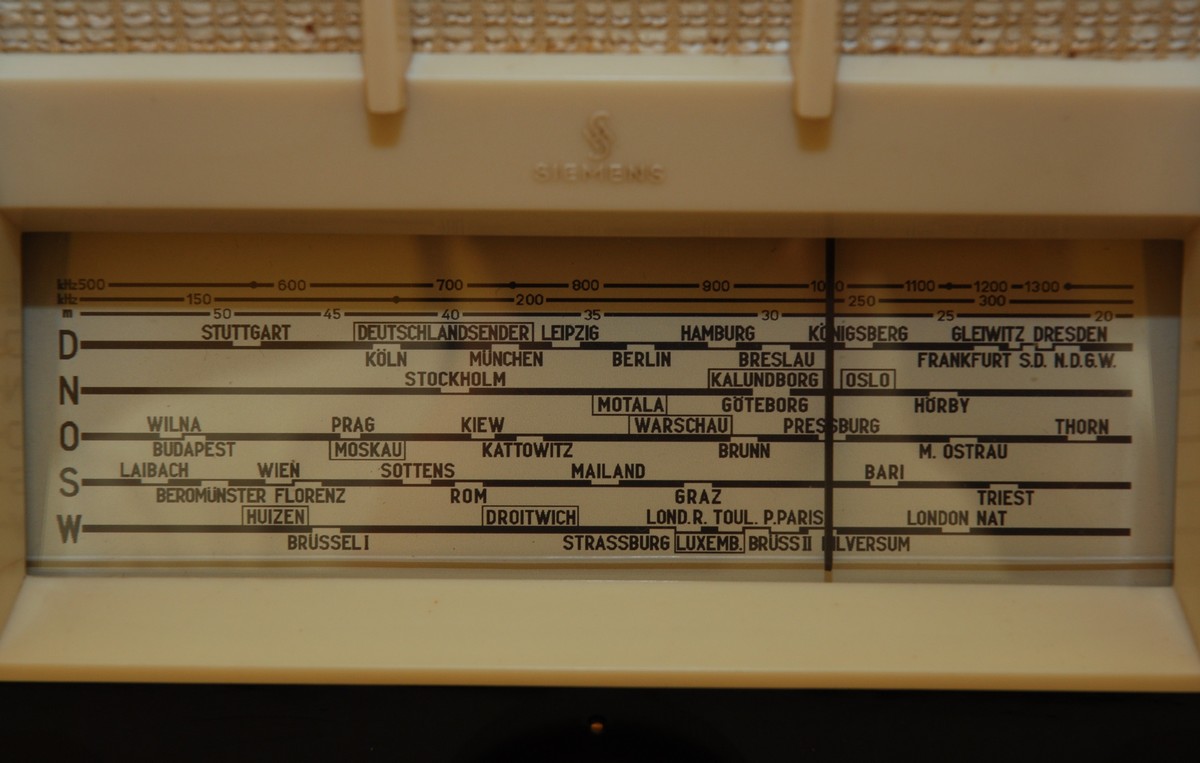 SIEMENS
kHz 500 600 700 800 900 1000 1100 1200 1300
kHz 150 200 250 300
m 50 45 40 35 30 25 20
STUTTGART DEUTSCHLANDSENDER LEIPZIG HAMBURG KÖNIGSBERG GLEIWITZ DRESDEN
D
KÖLN MÜNCHEN BERLIN BRESLAU FRANKFURT S.D. N.D.G.W.
STOCKHOLM KALUNDBORG OSLO
N
MOTALA GÖTEBORG HÖRBY
WILNA PRAG KIEW WARSCHAU PRESSBURG THORN
O
BUDAPEST MOSKAU KATTOWITZ BRUNN M. OSTRAU
LAIBACH WIEN SOTTENS MAILAND BARI
S
BEROMÜNSTER FLORENZ ROM GRAZ TRIEST
HUIZEN DROITWICH LOND.R. TOUL. P.PARIS LONDON NAT
W
BRÜSSEL I STRASSBURG LUXEMB. BRÜSS II HILVERSUM